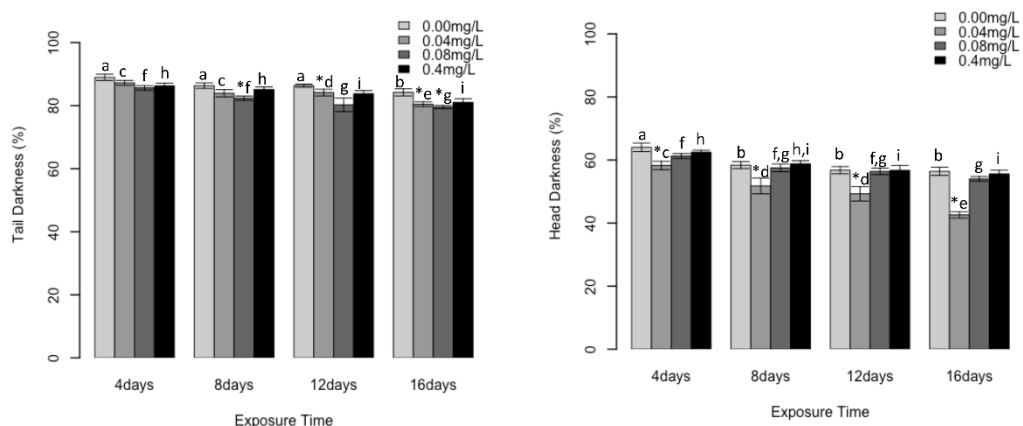 0.00mg/L
0.04mg/L
0.08mg/L
0.4mg/L
100
80
60
40
20
0
Tail Darkness (%)
a c f h
a c *f h
a *d g i
b *e *g i
4days 8days 12days 16days
Exposure Time
0.00mg/L
0.04mg/L
0.08mg/L
0.4mg/L
100
80
60
40
20
0
Head Darkness (%)
a *c f h
b *d f,g h,i
b *d f,g i
b *e g i
4days 8days 12days 16days
Exposure Time